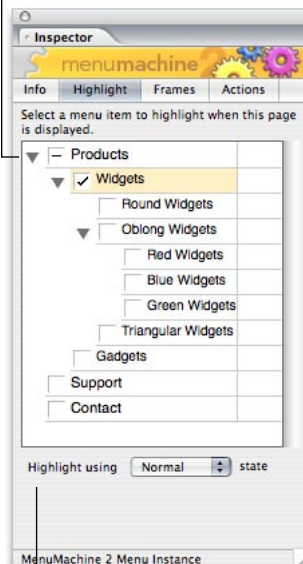 Inspector
menumachine 2
Info Highlight Frames Actions
Select a menu item to highlight when this page
is displayed.
Products
Widgets
Round Widgets
Oblong Widgets
Red Widgets
Blue Widgets
Green Widgets
Triangular Widgets
Gadgets
Support
Contact
Highlight using Normal state
MenuMachine 2 Menu Instance